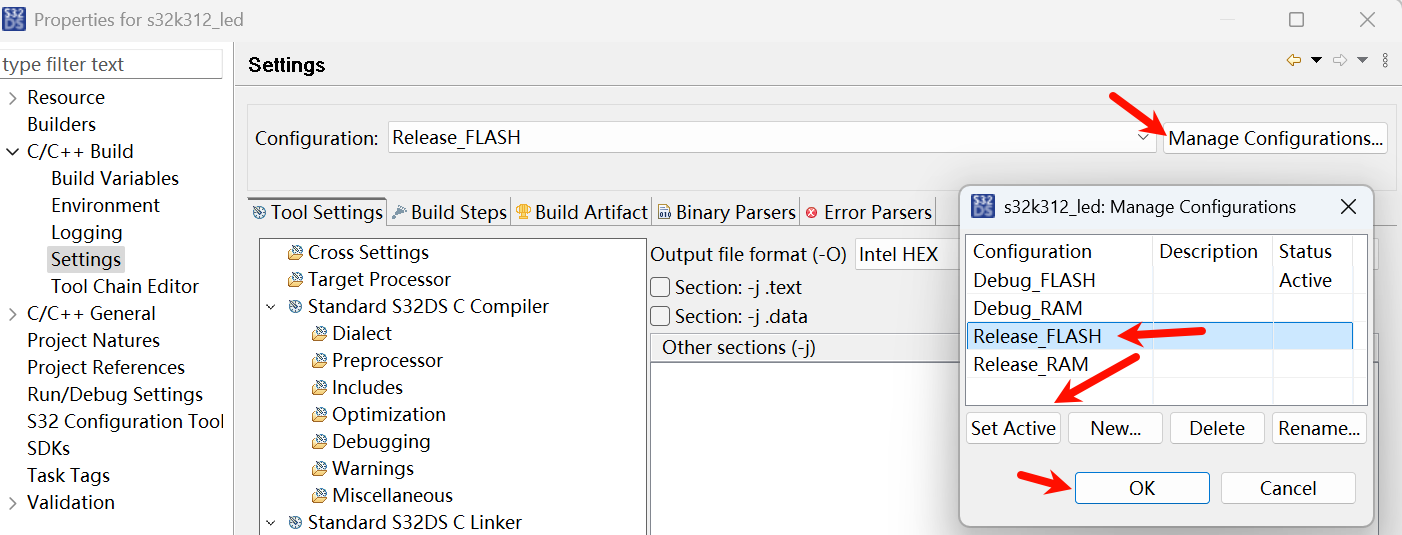 S32 DS Properties for s32k312_led
type filter text
Resource
Builders
C/C++ Build
Build Variables
Environment
Logging
Settings
Tool Chain Editor
C/C++ General
Project Natures
Project References
Run/Debug Settings
S32 Configuration Tool
SDKs
Task Tags
Validation
Settings
Configuration: Release_FLASH Manage Configurations...
Tool Settings Build Steps Build Artifact Binary Parsers Error Parsers
Cross Settings
Target Processor
Standard S32DS C Compiler
Dialect
Preprocessor
Includes
Optimization
Debugging
Warnings
Miscellaneous
Standard S32DS C Linker
Output file format (-O) Intel HEX
Section: -j .text
Section: -j .data
Other sections (-j)
S32 DS s32k312_led: Manage Configurations
Configuration Description Status
Debug_FLASH Active
Debug_RAM
Release_FLASH
Release_RAM
Set Active New... Delete Rename...
OK Cancel